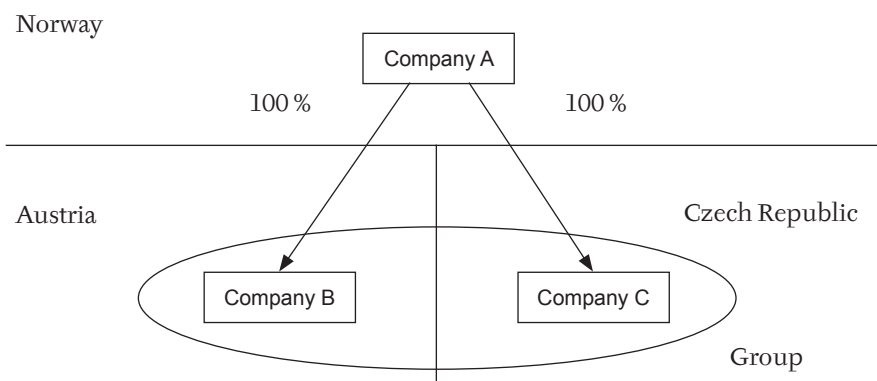 Norway
Company A
100 %
100 %
Austria
Czech Republic
Company B
Company C
Group